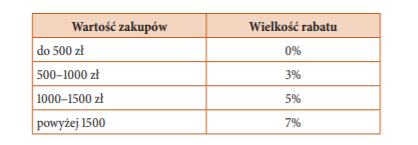 Wartość zakupów Wielkość rabatu
do 500 zł 0%
500–1000 zł 3%
1000–1500 zł 5%
powyżej 1500 7%